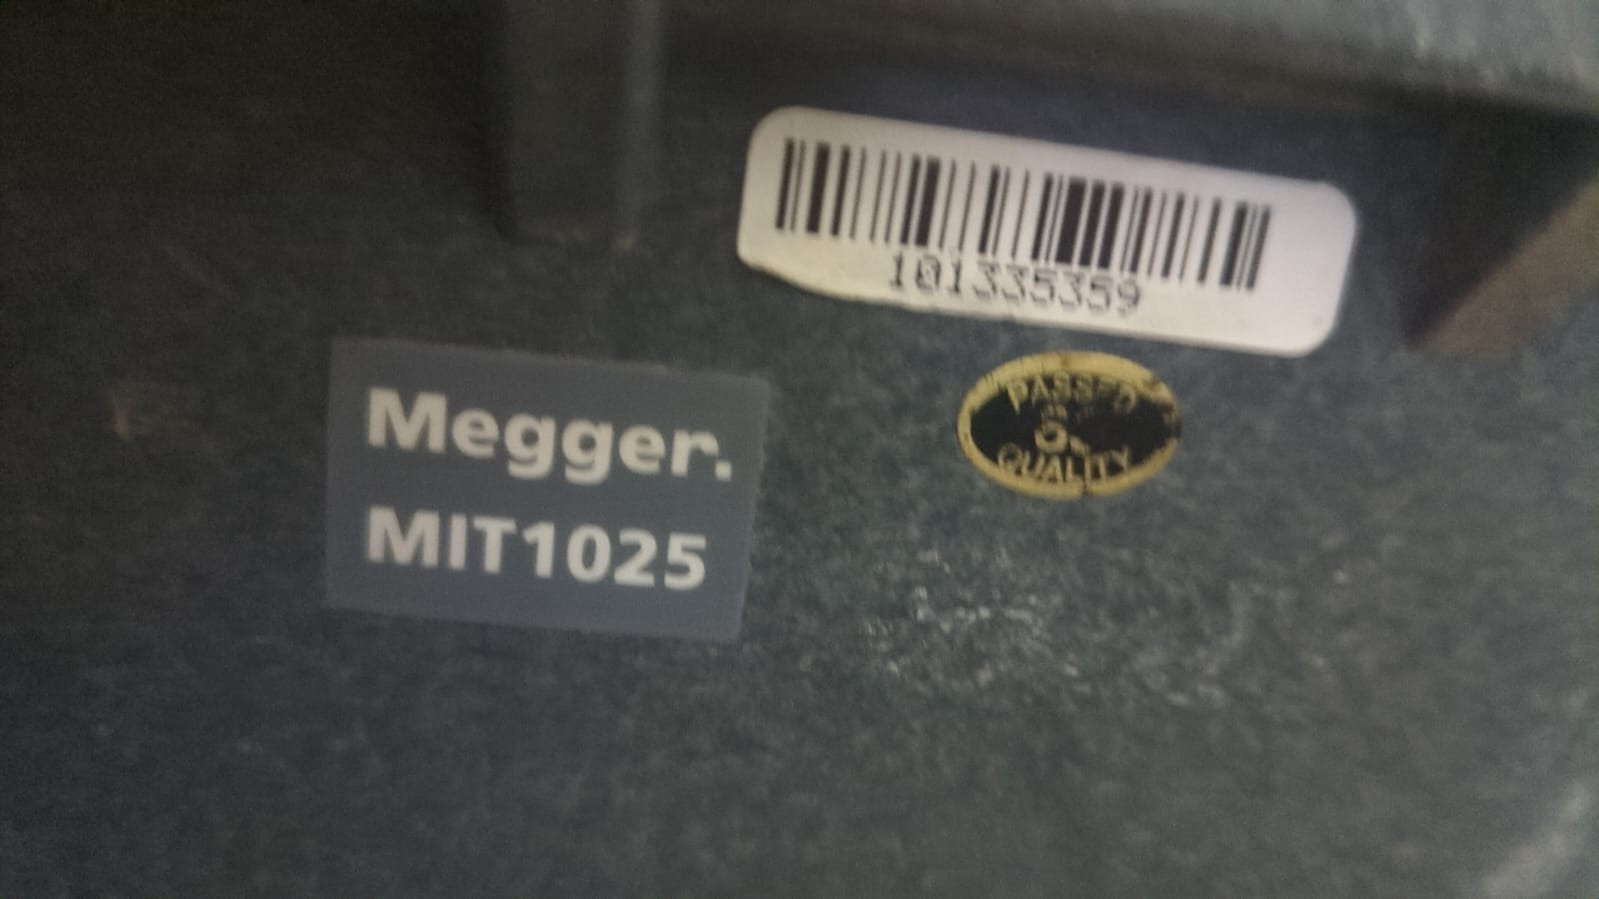 101335359
Megger.
MIT1025
PASSED
QUALITY